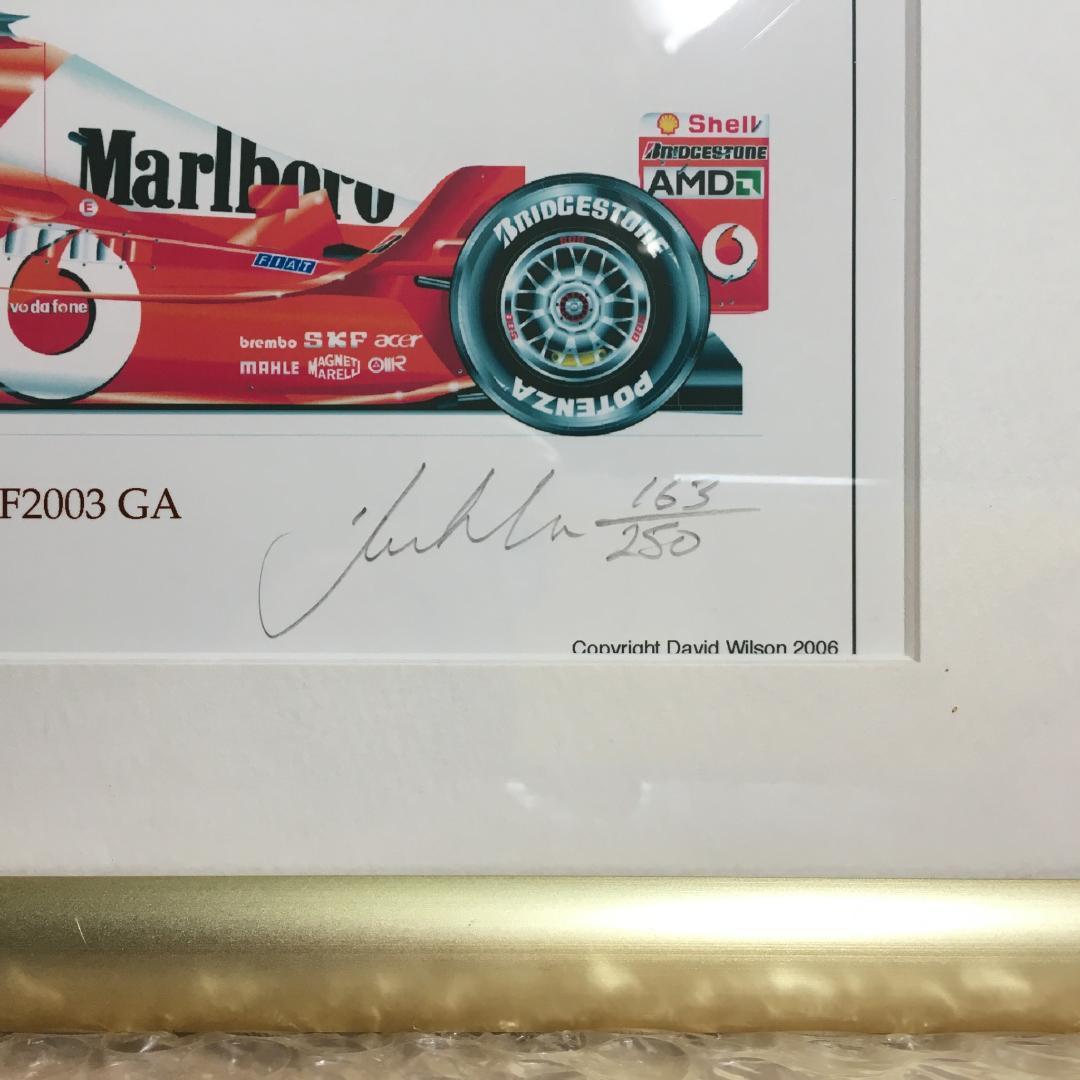 Shell
BRIDGESTONE
AMD
Marlboro
E
FIAT
vodafone
brembo SKF acer
MAHLE MAGNETI MARELLI OMR
BRIDGESTONE
POTENZA
F2003 GA
163
250
Copyright David Wilson 2006